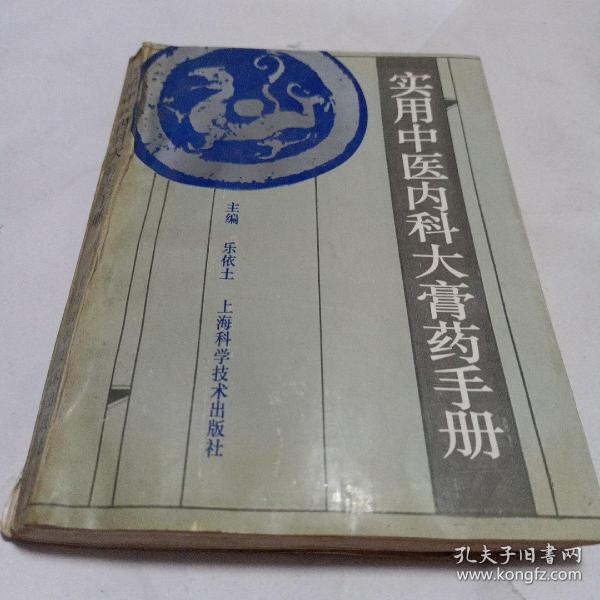 实用中医内科大膏药手册
主编 乐依士 上海科学技术出版社
孔夫子旧书网
www.kongfz.com